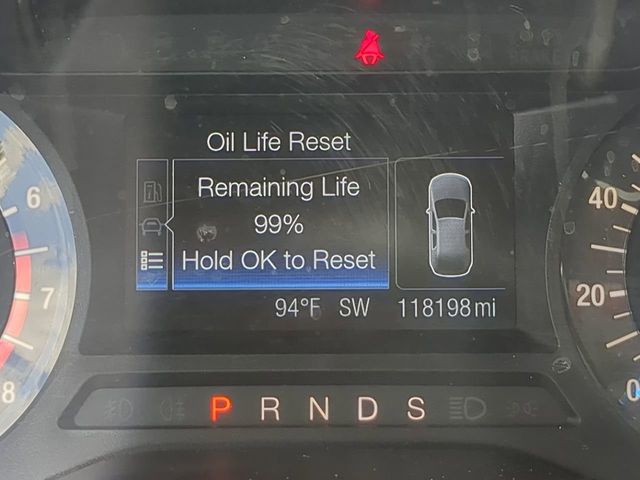 Oil Life Reset
Remaining Life
99%
Hold OK to Reset
94°F SW 118198 mi
6
7
8
40
20
0
P R N D S